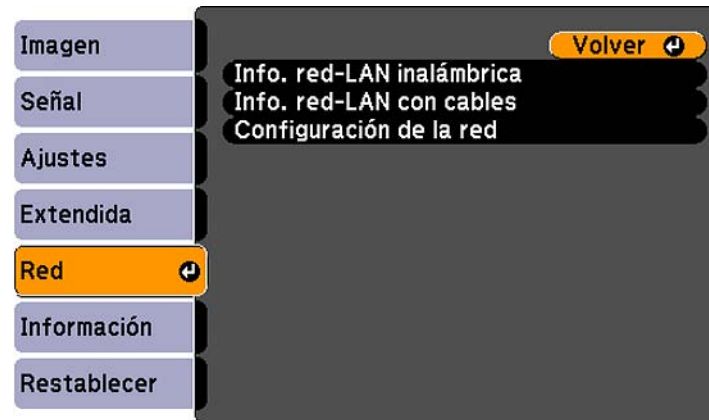 Imagen
Señal
Ajustes
Extendida
Red
Información
Restablecer
Volver
Info. red-LAN inalámbrica
Info. red-LAN con cables
Configuración de la red